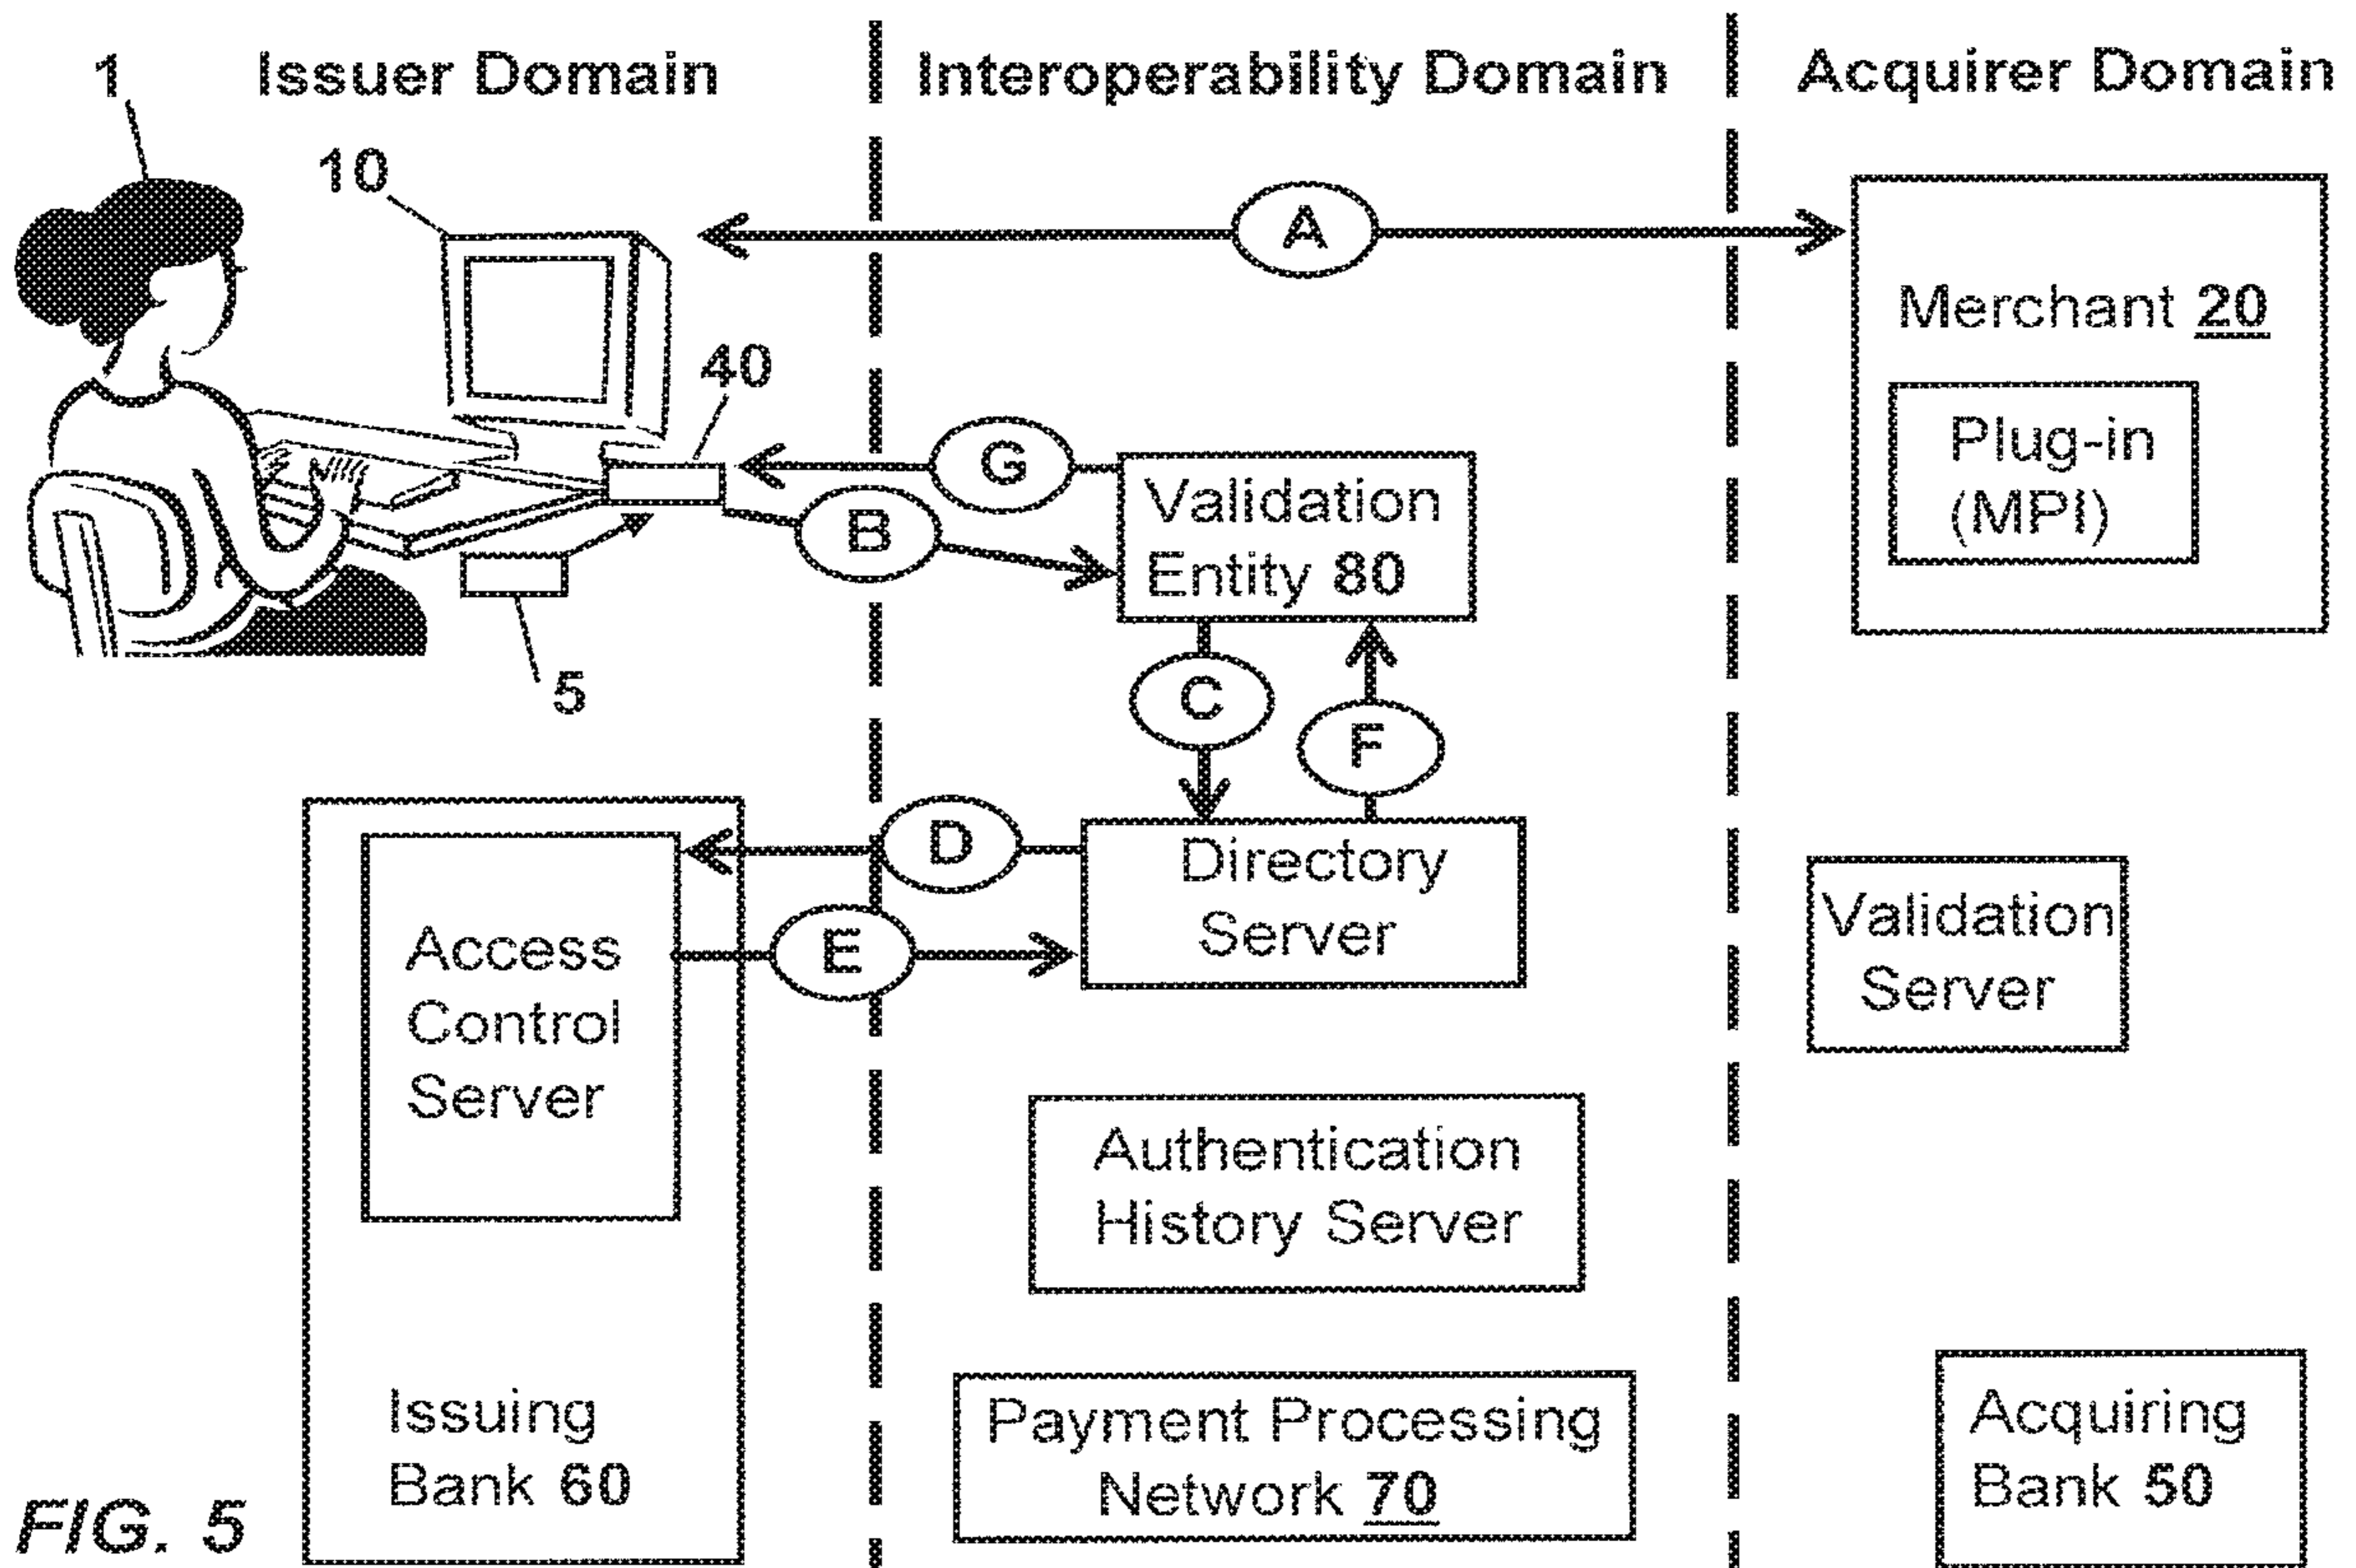 Issuer Domain
Interoperability Domain
Acquirer Domain
1
10
A
Merchant 20
Plug-in
(MPI)
40
G
B
Validation
Entity 80
5
C
F
D
E
Directory
Server
Access
Control
Server
Validation
Server
Authentication
History Server
Issuing
Bank 60
Payment Processing
Network 70
Acquiring
Bank 50
FIG. 5